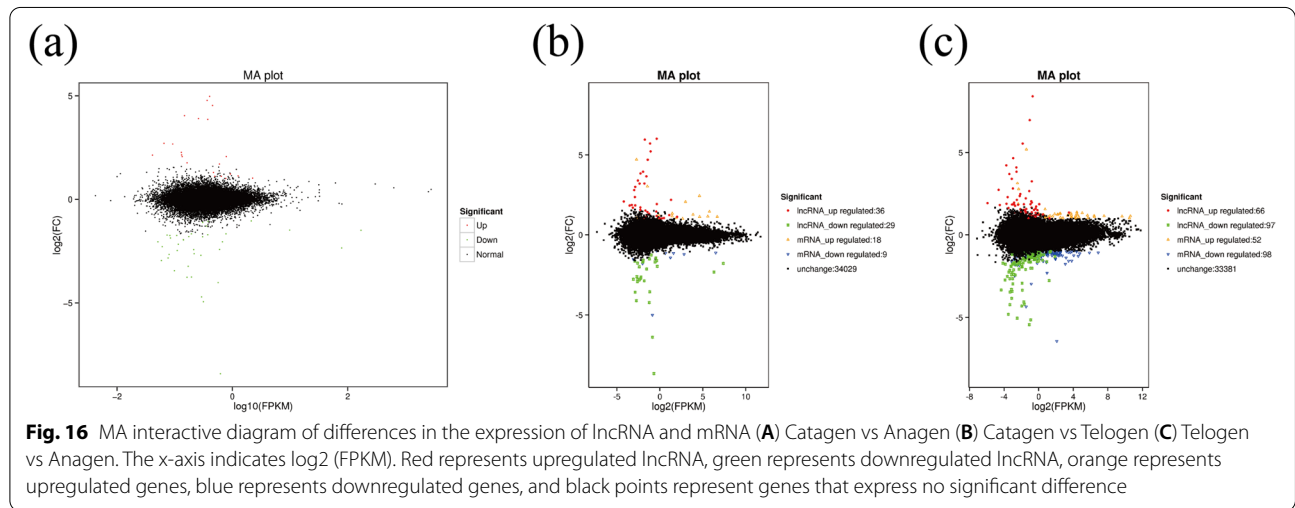 (a)
MA plot
5
0
−5
log2(FC)
−2
0
2
log10(FPKM)
Significant
Up
Down
Normal
(b)
MA plot
5
0
-5
log2(FC)
-5
0
5
10
log2(FPKM)
Significant
lncRNA_up regulated:36
lncRNA_down regulated:29
mRNA_up regulated:18
mRNA_down regulated:9
unchange:34029
(c)
MA plot
5
0
-5
log2(FC)
-8
-4
0
4
8
12
log2(FPKM)
Significant
lncRNA_up regulated:66
lncRNA_down regulated:97
mRNA_up regulated:52
mRNA_down regulated:98
unchange:33381
Fig. 16 MA interactive diagram of differences in the expression of lncRNA and mRNA (A) Catagen vs Anagen (B) Catagen vs Telogen (C) Telogen
vs Anagen. The x-axis indicates log2 (FPKM). Red represents upregulated lncRNA, green represents downregulated lncRNA, orange represents
upregulated genes, blue represents downregulated genes, and black points represent genes that express no significant difference